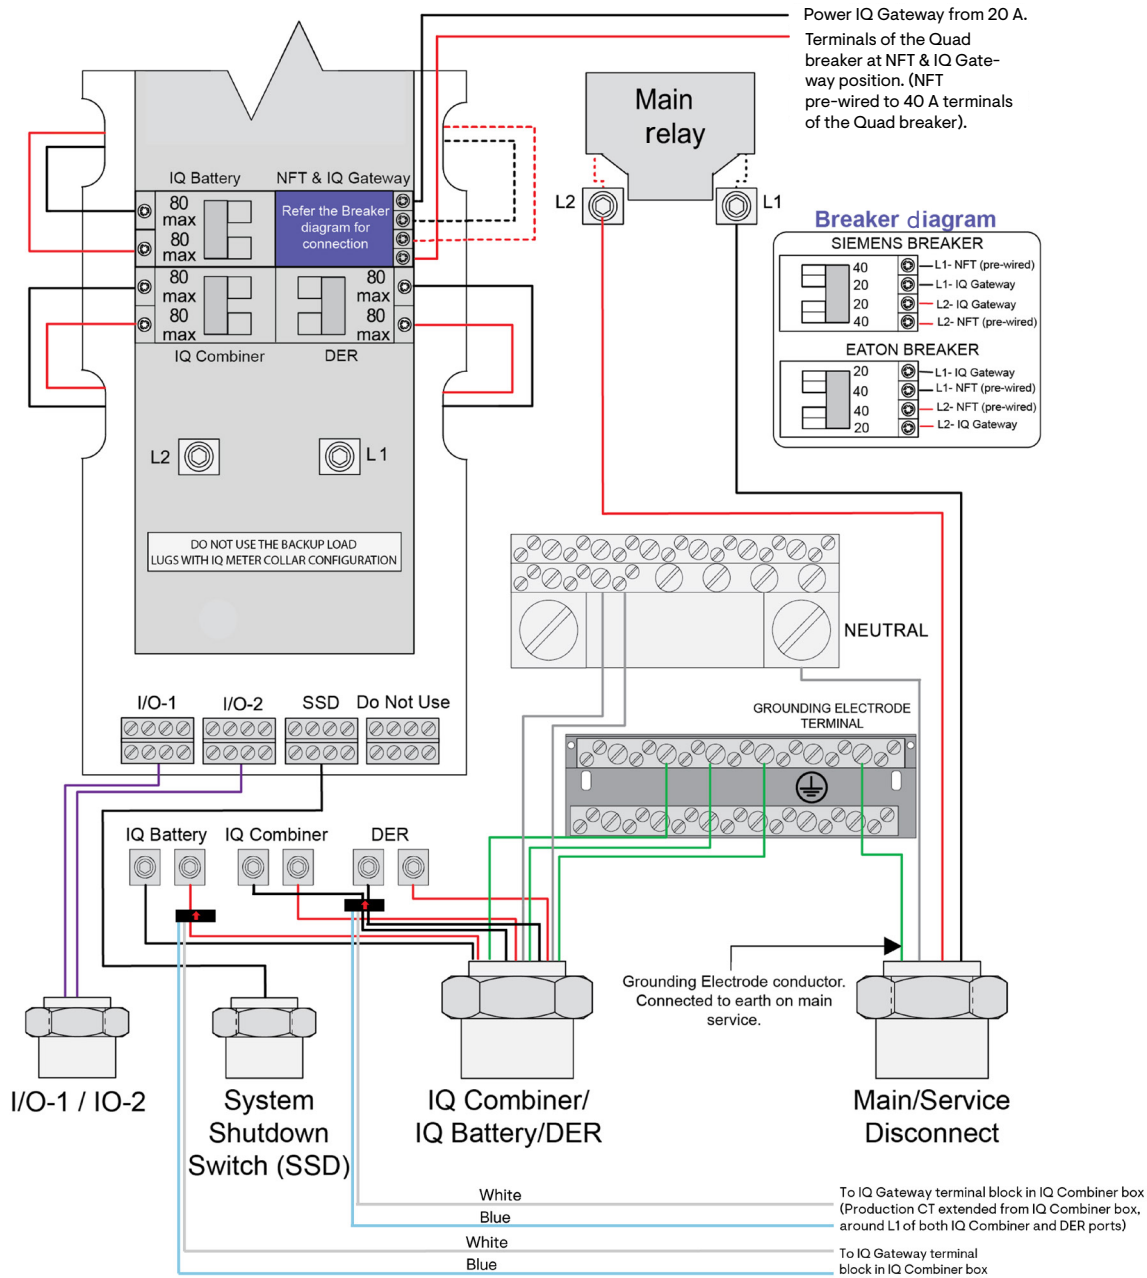 Power IQ Gateway from 20 A.
Terminals of the Quad
breaker at NFT & IQ Gate-
way position. (NFT
pre-wired to 40 A terminals
of the Quad breaker).
Main
relay
L2
L1
IQ Battery
NFT & IQ Gateway
80
max
80
max
Refer the Breaker
diagram for
connection
80
max
80
max
80
max
80
max
IQ Combiner
DER
L2
L1
DO NOT USE THE BACKUP LOAD
LUGS WITH IQ METER COLLAR CONFIGURATION
Breaker diagram
SIEMENS BREAKER
40
L1- NFT (pre-wired)
20
L1- IQ Gateway
20
L2- IQ Gateway
40
L2- NFT (pre-wired)
EATON BREAKER
20
L1- IQ Gateway
40
L1- NFT (pre-wired)
40
L2- NFT (pre-wired)
20
L2- IQ Gateway
NEUTRAL
I/O-1
I/O-2
SSD
Do Not Use
GROUNDING ELECTRODE
TERMINAL
IQ Battery
IQ Combiner
DER
Grounding Electrode conductor.
Connected to earth on main
service.
I/O-1 / IO-2
System
Shutdown
Switch (SSD)
IQ Combiner/
IQ Battery/DER
Main/Service
Disconnect
White
Blue
To IQ Gateway terminal block in IQ Combiner box
(Production CT extended from IQ Combiner box,
around L1 of both IQ Combiner and DER ports)
White
Blue
To IQ Gateway terminal
block in IQ Combiner box